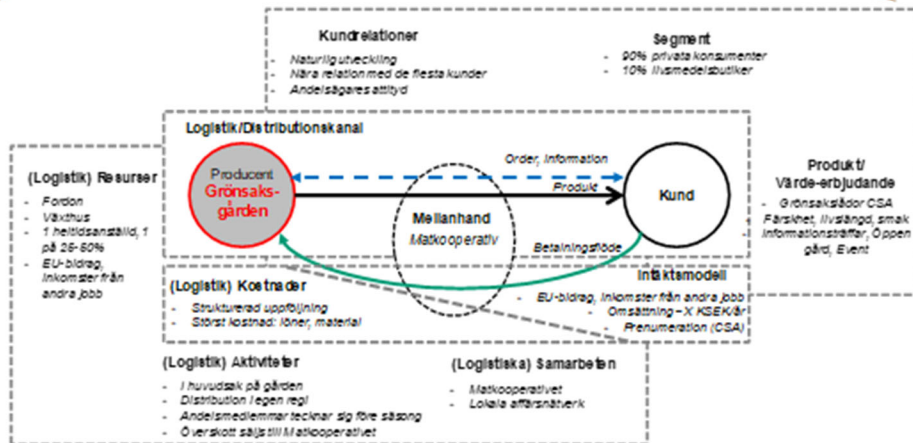 Kundrelationer
- Naturlig utveckling
- Nära relation med de flesta kunder
- Andelsägares attityd
Segment
- 90% privata konsumenter
- 10% livsmedelsbutiker
Logistik/Distributionskanal
Producent
Grönsaks-
gården
Order, information
Produkt
Mellanhand
Matkooperativ
Betalningsflöde
Kund
(Logistik) Resurser
- Fordon
- Växthus
- 1 heltidsanställd, 1
på 25-50%
- EU-bidrag,
inkomster från
andra jobb
Produkt/
Värde-erbjudande
- Grönsakslådor CSA
- Färskhet, livslängd, smak
- Informationsträffar, Öppen
gård, Event
(Logistik) Kostnader
- Strukturerad uppföljning
- Störst kostnad: löner, material
Intäktsmodell
- EU-bidrag, inkomster från andra jobb
- Omsättning – X KSEK/år
- Prenumeration (CSA)
(Logistik) Aktiviteter
- I huvudsak på gården
- Distribution i egen regi
- Andelsmedlemmar tecknar sig före säsong
- Överskott säljs till Matkooperativet
(Logistiska) Samarbeten
- Matkooperativet
- Lokala affärsnätverk